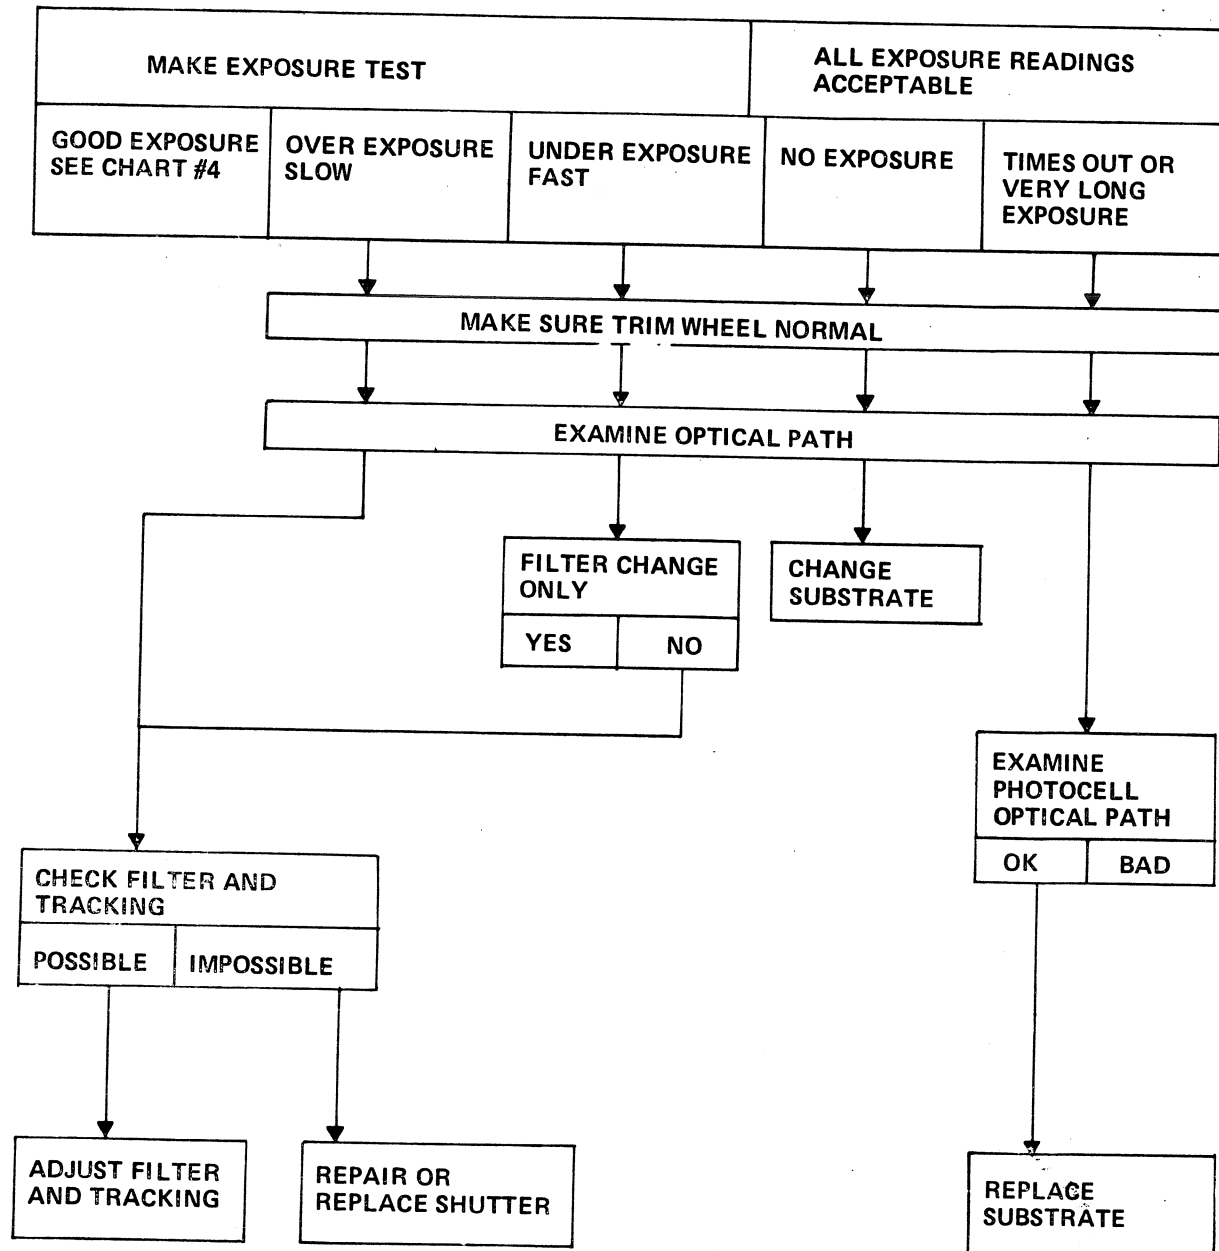 MAKE EXPOSURE TEST
ALL EXPOSURE READINGS
ACCEPTABLE
GOOD EXPOSURE
SEE CHART #4
OVER EXPOSURE
SLOW
UNDER EXPOSURE
FAST
NO EXPOSURE
TIMES OUT OR
VERY LONG
EXPOSURE
MAKE SURE TRIM WHEEL NORMAL
EXAMINE OPTICAL PATH
FILTER CHANGE
ONLY
YES
NO
CHANGE
SUBSTRATE
EXAMINE
PHOTOCELL
OPTICAL PATH
OK
BAD
CHECK FILTER AND
TRACKING
POSSIBLE
IMPOSSIBLE
ADJUST FILTER
AND TRACKING
REPAIR OR
REPLACE SHUTTER
REPLACE
SUBSTRATE